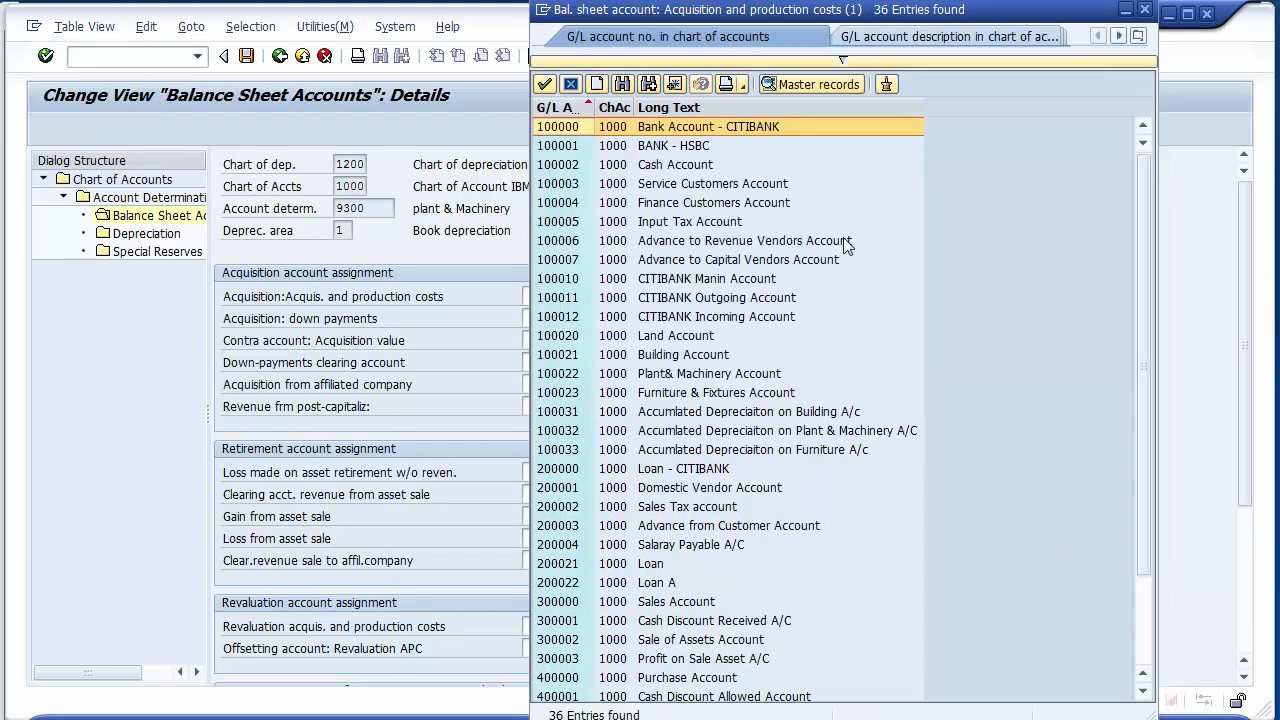 Table View Edit Goto Selection Utilities(M) System Help
Change View "Balance Sheet Accounts": Details
Dialog Structure
Chart of Accounts
Account Determinati
Balance Sheet Ac
Depreciation
Special Reserves
Chart of dep. 1200 Chart of depreciation
Chart of Accts 1000 Chart of Account IBM
Account determ. 9300 plant & Machinery
Deprec. area 1 Book depreciation
Acquisition account assignment
Acquisition:Acquis. and production costs
Acquisition: down payments
Contra account: Acquisition value
Down-payments clearing account
Acquisition from affiliated company
Revenue frm post-capitaliz:
Retirement account assignment
Loss made on asset retirement w/o reven.
Clearing acct. revenue from asset sale
Gain from asset sale
Loss from asset sale
Clear.revenue sale to affil.company
Revaluation account assignment
Revaluation acquis. and production costs
Offsetting account: Revaluation APC
Bal. sheet account: Acquisition and production costs (1) 36 Entries found
G/L account no. in chart of accounts G/L account description in chart of ac...
Master records
G/L A... ChAc Long Text
100000 1000 Bank Account - CITIBANK
100001 1000 BANK - HSBC
100002 1000 Cash Account
100003 1000 Service Customers Account
100004 1000 Finance Customers Account
100005 1000 Input Tax Account
100006 1000 Advance to Revenue Vendors Account
100007 1000 Advance to Capital Vendors Account
100010 1000 CITIBANK Manin Account
100011 1000 CITIBANK Outgoing Account
100012 1000 CITIBANK Incoming Account
100020 1000 Land Account
100021 1000 Building Account
100022 1000 Plant& Machinery Account
100023 1000 Furniture & Fixtures Account
100031 1000 Accumlated Depreciaiton on Building A/c
100032 1000 Accumlated Depreciaiton on Plant & Machinery A/C
100033 1000 Accumlated Depreciaiton on Furniture A/c
200000 1000 Loan - CITIBANK
200001 1000 Domestic Vendor Account
200002 1000 Sales Tax account
200003 1000 Advance from Customer Account
200004 1000 Salaray Payable A/C
200021 1000 Loan
200022 1000 Loan A
300000 1000 Sales Account
300001 1000 Cash Discount Received A/C
300002 1000 Sale of Assets Account
300003 1000 Profit on Sale Asset A/C
400000 1000 Purchase Account
400001 1000 Cash Discount Allowed Account
36 Entries found